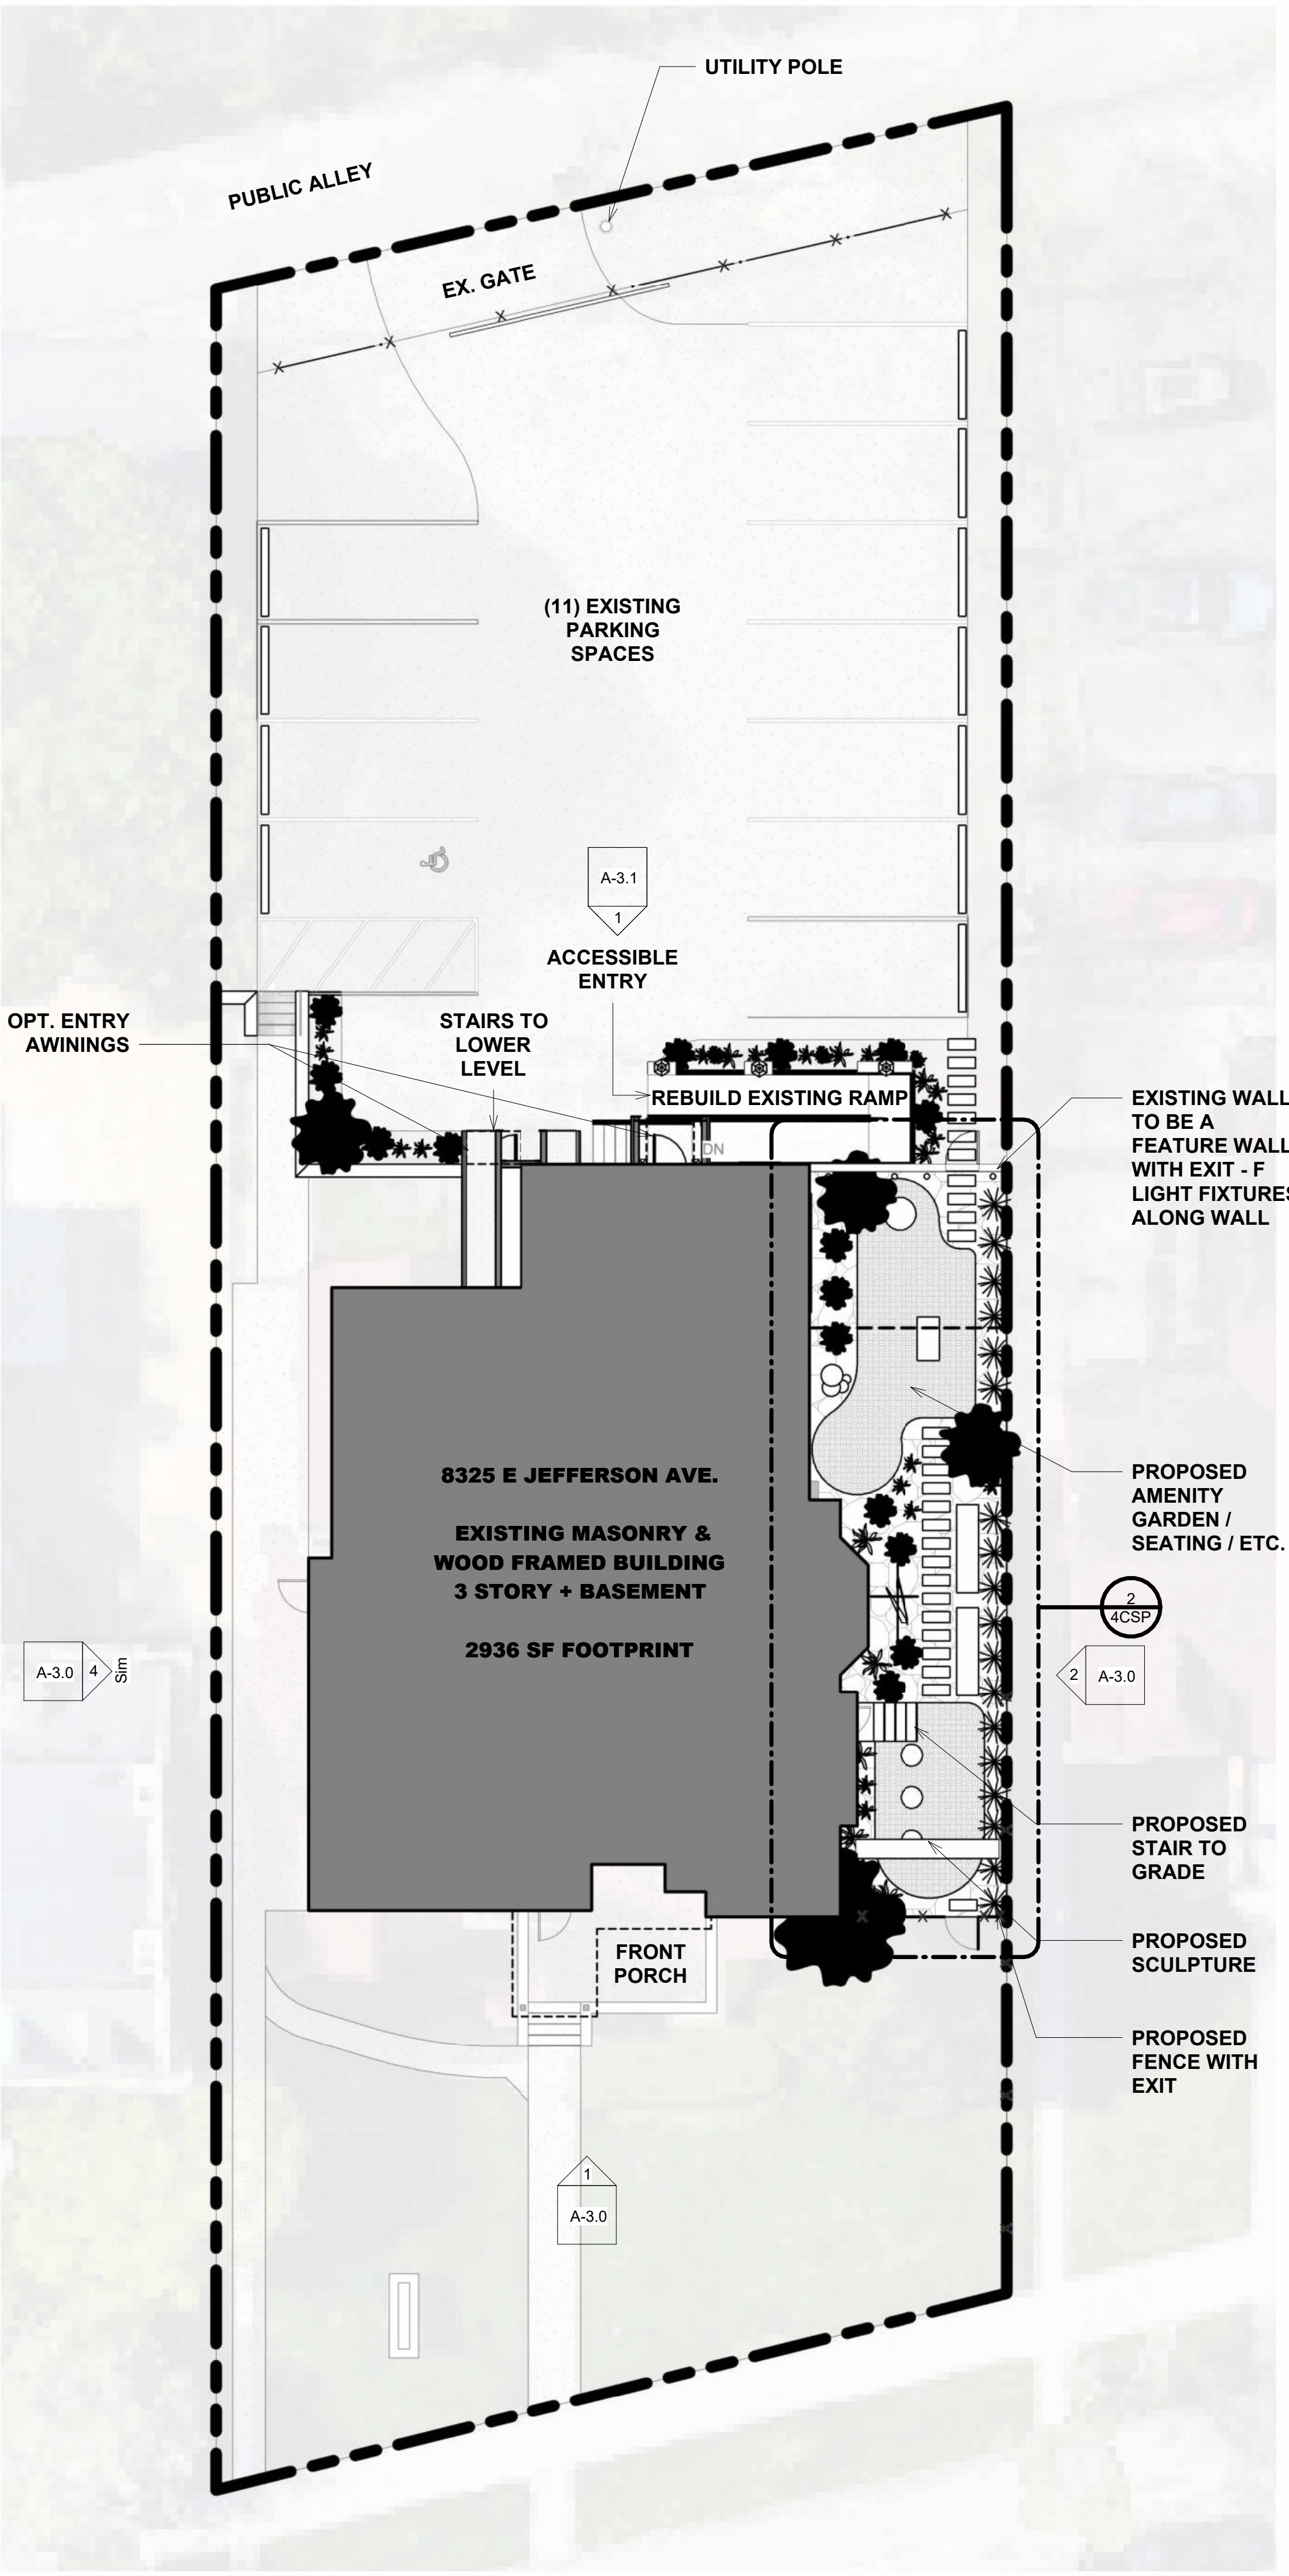 UTILITY POLE
PUBLIC ALLEY
EX. GATE
(11) EXISTING
PARKING
SPACES
A-3.1
1
ACCESSIBLE
ENTRY
OPT. ENTRY
AWININGS
STAIRS TO
LOWER
LEVEL
REBUILD EXISTING RAMP
DN
EXISTING WALL
TO BE A
FEATURE WALL
WITH EXIT - F
LIGHT FIXTURES
ALONG WALL
8325 E JEFFERSON AVE.
EXISTING MASONRY &
WOOD FRAMED BUILDING
3 STORY + BASEMENT
2936 SF FOOTPRINT
PROPOSED
AMENITY
GARDEN /
SEATING / ETC.
2
4CSP
A-3.0
4
Sim
2
A-3.0
PROPOSED
STAIR TO
GRADE
PROPOSED
SCULPTURE
FRONT
PORCH
PROPOSED
FENCE WITH
EXIT
1
A-3.0